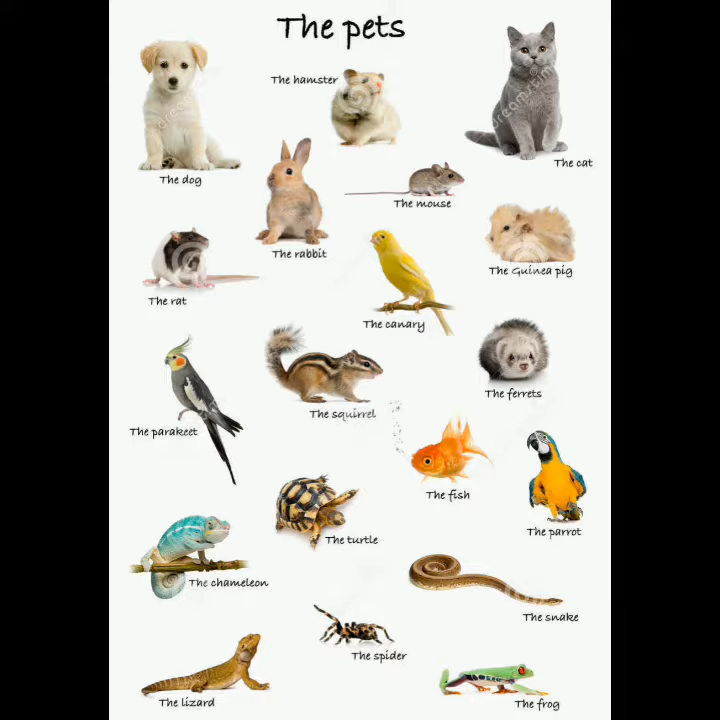 The pets
The hamster
The cat
The dog
The mouse
The rabbit
The Guinea pig
The rat
The canary
The ferrets
The squirrel
The parakeet
The fish
The parrot
The turtle
The chameleon
The snake
The spider
The lizard
The frog